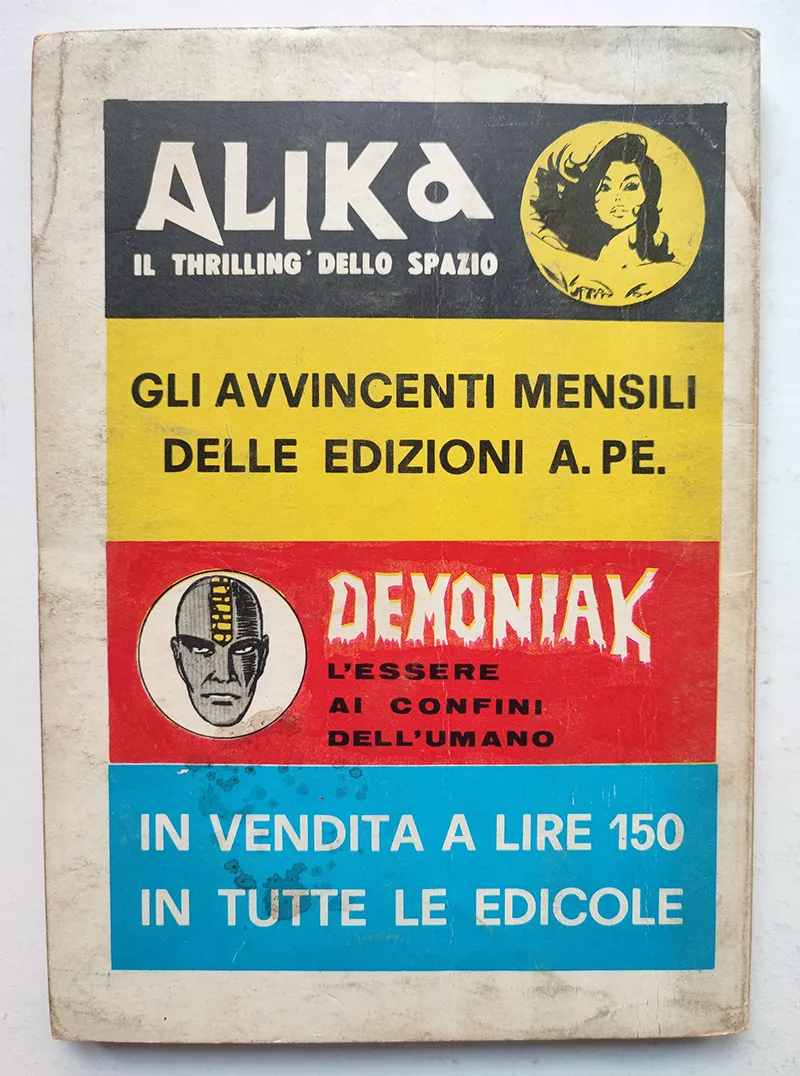 ALIKA
IL THRILLING DELLO SPAZIO
GLI AVVINCENTI MENSILI
DELLE EDIZIONI A.PE.
DEMONIAK
L'ESSERE
AI CONFINI
DELL'UMANO
IN VENDITA A LIRE 150
IN TUTTE LE EDICOLE